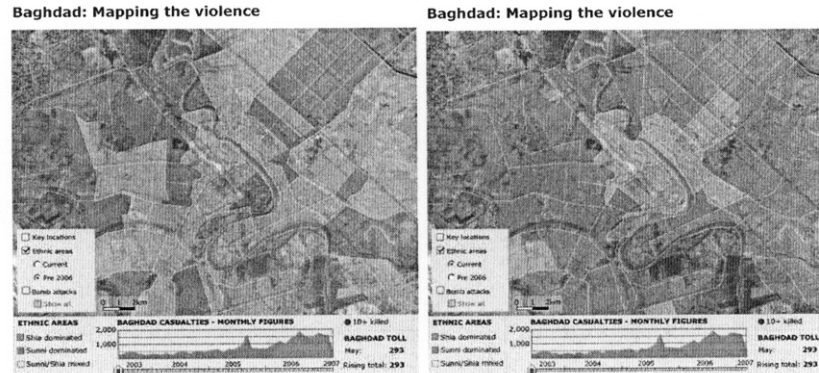 Baghdad: Mapping the violence
Key locations
Ethnic areas
Current
Pre 2006
Bomb attacks
Show all
0 2km
ETHNIC AREAS
Shia dominated
Sunni dominated
Sunni/Shia mixed
BAGHDAD CASUALTIES - MONTHLY FIGURES
2,000
1,000
2003 2004 2005 2006 2007
10+ killed
BAGHDAD TOLL
May: 293
Rising total: 293
Baghdad: Mapping the violence
Key locations
Ethnic areas
Current
Pre 2006
Bomb attacks
Show all
0 2km
ETHNIC AREAS
Shia dominated
Sunni dominated
Sunni/Shia mixed
BAGHDAD CASUALTIES - MONTHLY FIGURES
2,000
1,000
2003 2004 2005 2006 2007
10+ killed
BAGHDAD TOLL
May: 293
Rising total: 293